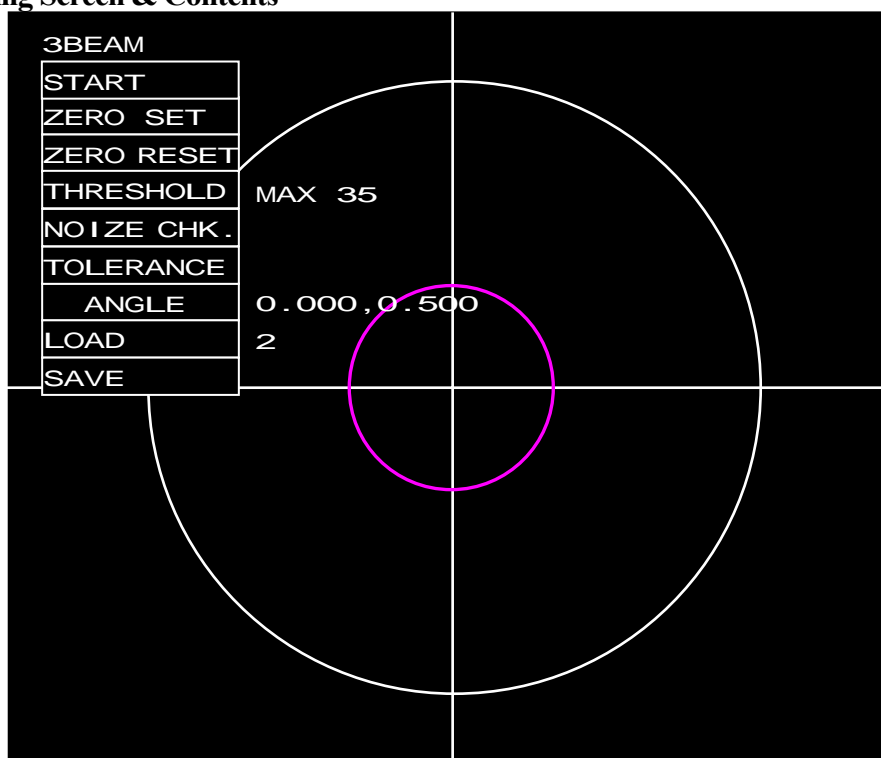 Screen & Contents
3BEAM
START
ZERO SET
ZERO RESET
THRESHOLD MAX 35
NOIZE CHK.
TOLERANCE
ANGLE 0.000,0.500
LOAD 2
SAVE